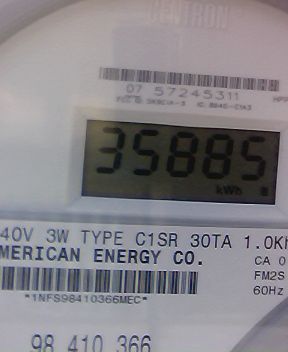 CENTRON®
07 57245311
35885
kWh
40V 3W TYPE C1SR 30TA 1.0Kh
MERICAN ENERGY CO.
CA 0
FM2S
60Hz
*1NFS98410366MEC*
98 410 366